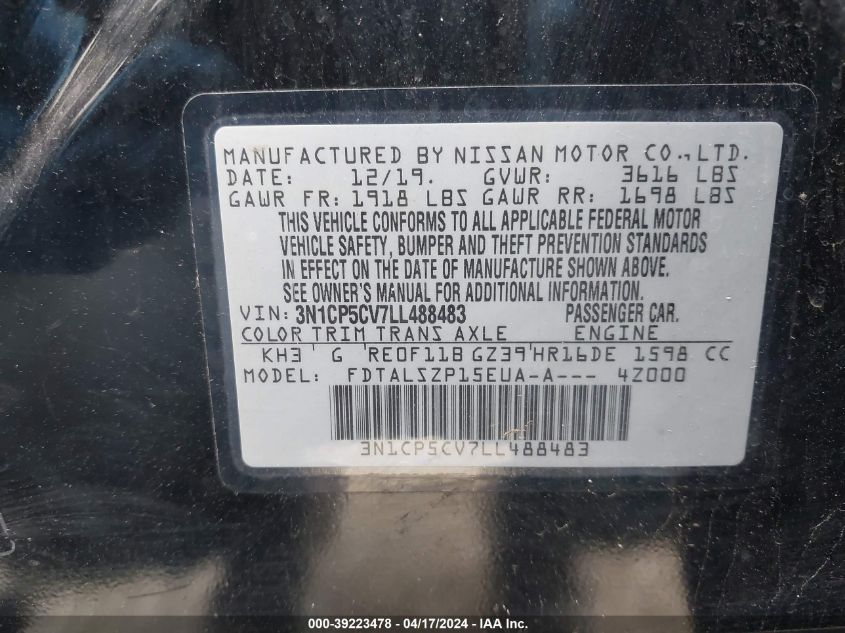 MANUFACTURED BY NISSAN MOTOR CO.,LTD.
DATE: 12/19. GVWR: 3616 LBS
GAWR FR: 1918 LBS GAWR RR: 1698 LBS
THIS VEHICLE CONFORMS TO ALL APPLICABLE FEDERAL MOTOR
VEHICLE SAFETY, BUMPER AND THEFT PREVENTION STANDARDS
IN EFFECT ON THE DATE OF MANUFACTURE SHOWN ABOVE.
SEE OWNER'S MANUAL FOR ADDITIONAL INFORMATION.
VIN: 3N1CP5CV7LL488483 PASSENGER CAR.
COLOR TRIM TRANS AXLE ENGINE
KH3 G RE0F11B GZ39 HR16DE 1598 CC
MODEL: FDTALSZP15EUA-A--- 4Z000
3N1CP5CV7LL488483
000-39223478 - 04/17/2024 - IAAI.COM